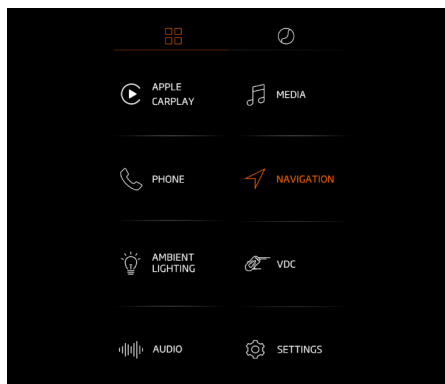 APPLE
CARPLAY
MEDIA
PHONE
NAVIGATION
AMBIENT
LIGHTING
VDC
AUDIO
SETTINGS